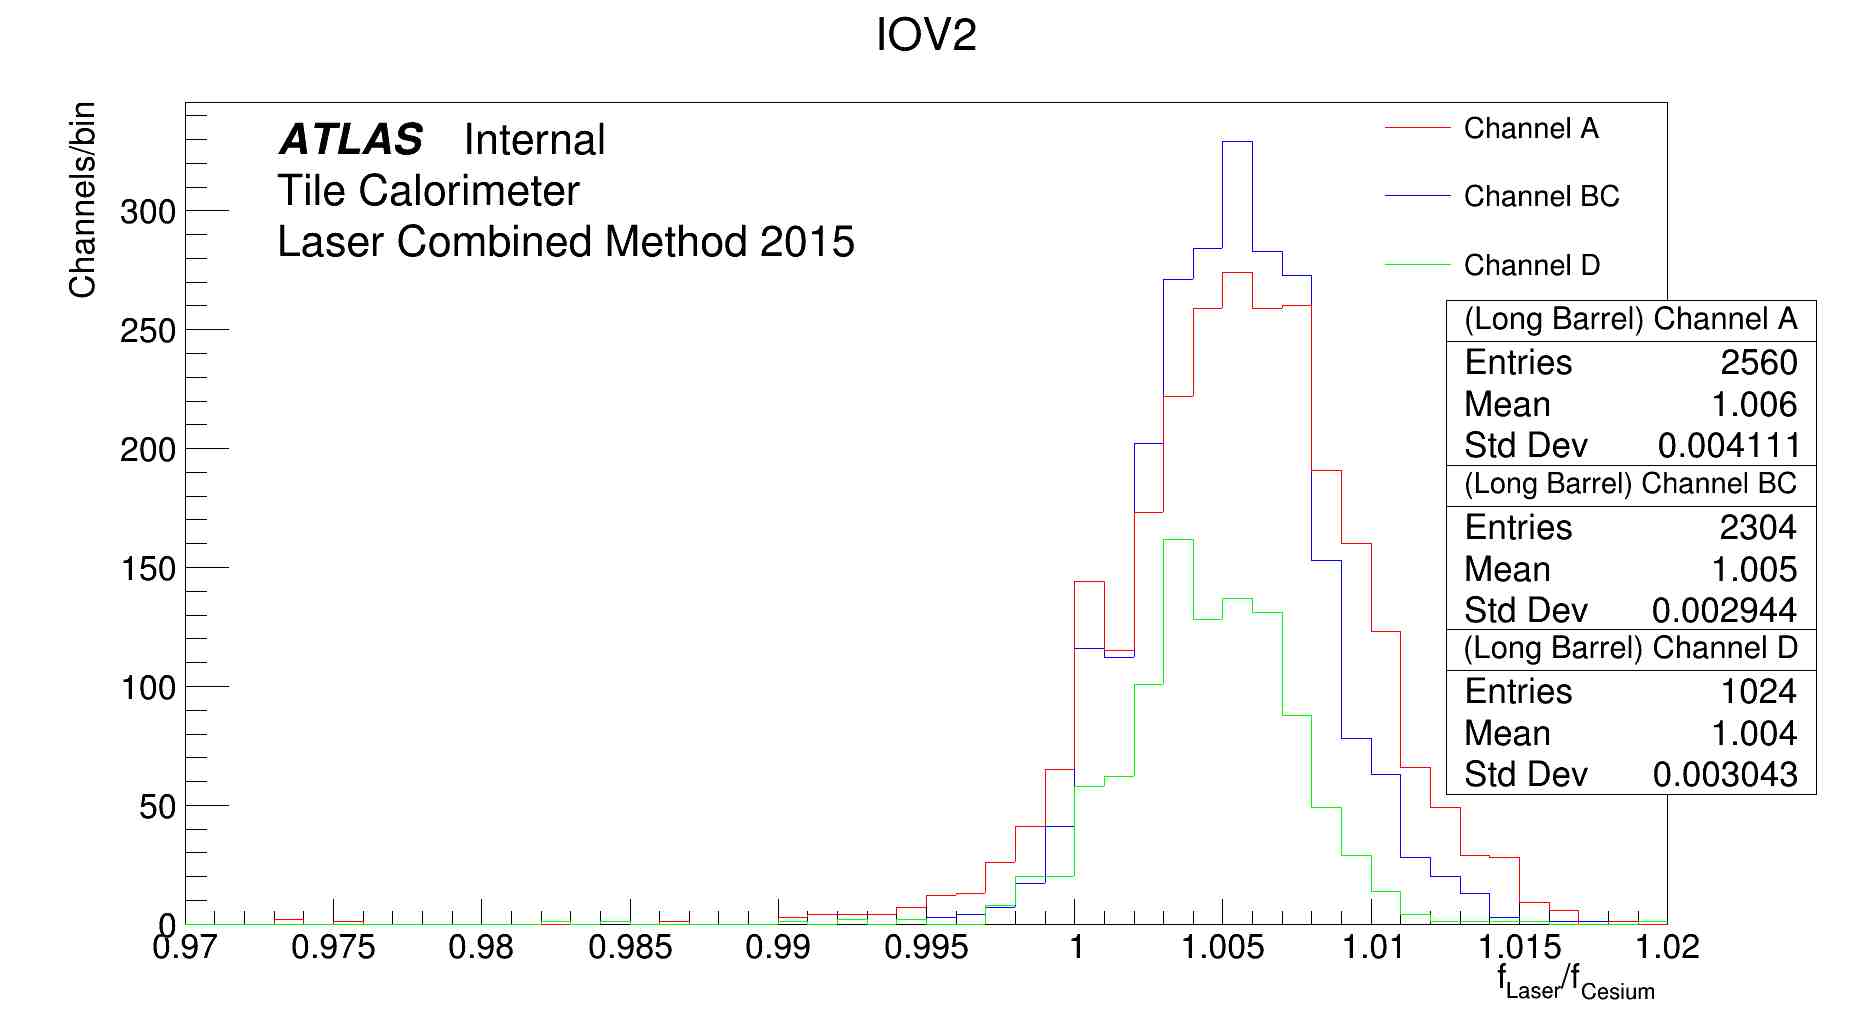 IOV2
Channels/bin
ATLAS Internal
Tile Calorimeter
Laser Combined Method 2015
Channel A
Channel BC
Channel D
(Long Barrel) Channel A
Entries 2560
Mean 1.006
Std Dev 0.004111
(Long Barrel) Channel BC
Entries 2304
Mean 1.005
Std Dev 0.002944
(Long Barrel) Channel D
Entries 1024
Mean 1.004
Std Dev 0.003043
300
250
200
150
100
50
0
0.97 0.975 0.98 0.985 0.99 0.995 1 1.005 1.01 1.015 1.02
fLaser/fCesium